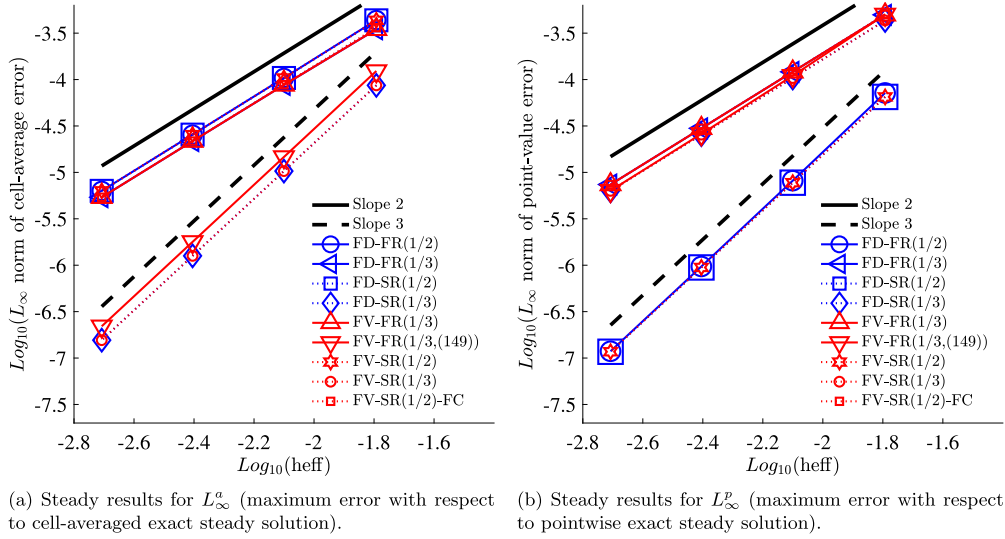 -3.5
-4
-4.5
-5
-5.5
-6
-6.5
-7
-7.5
-2.8
-2.6
-2.4
-2.2
-2
-1.8
-1.6
Log10(L∞ norm of cell-average error)
Log10(heff)
Slope 2
Slope 3
FD-FR(1/2)
FD-FR(1/3)
FD-SR(1/2)
FD-SR(1/3)
FV-FR(1/3)
FV-FR(1/3,(149))
FV-SR(1/2)
FV-SR(1/3)
FV-SR(1/2)-FC
(a) Steady results for L∞^a (maximum error with respect
to cell-averaged exact steady solution).
-3.5
-4
-4.5
-5
-5.5
-6
-6.5
-7
-7.5
-2.8
-2.6
-2.4
-2.2
-2
-1.8
-1.6
Log10(L∞ norm of point-value error)
Log10(heff)
Slope 2
Slope 3
FD-FR(1/2)
FD-FR(1/3)
FD-SR(1/2)
FD-SR(1/3)
FV-FR(1/3)
FV-FR(1/3,(149))
FV-SR(1/2)
FV-SR(1/3)
FV-SR(1/2)-FC
(b) Steady results for L∞^p (maximum error with respect
to pointwise exact steady solution).